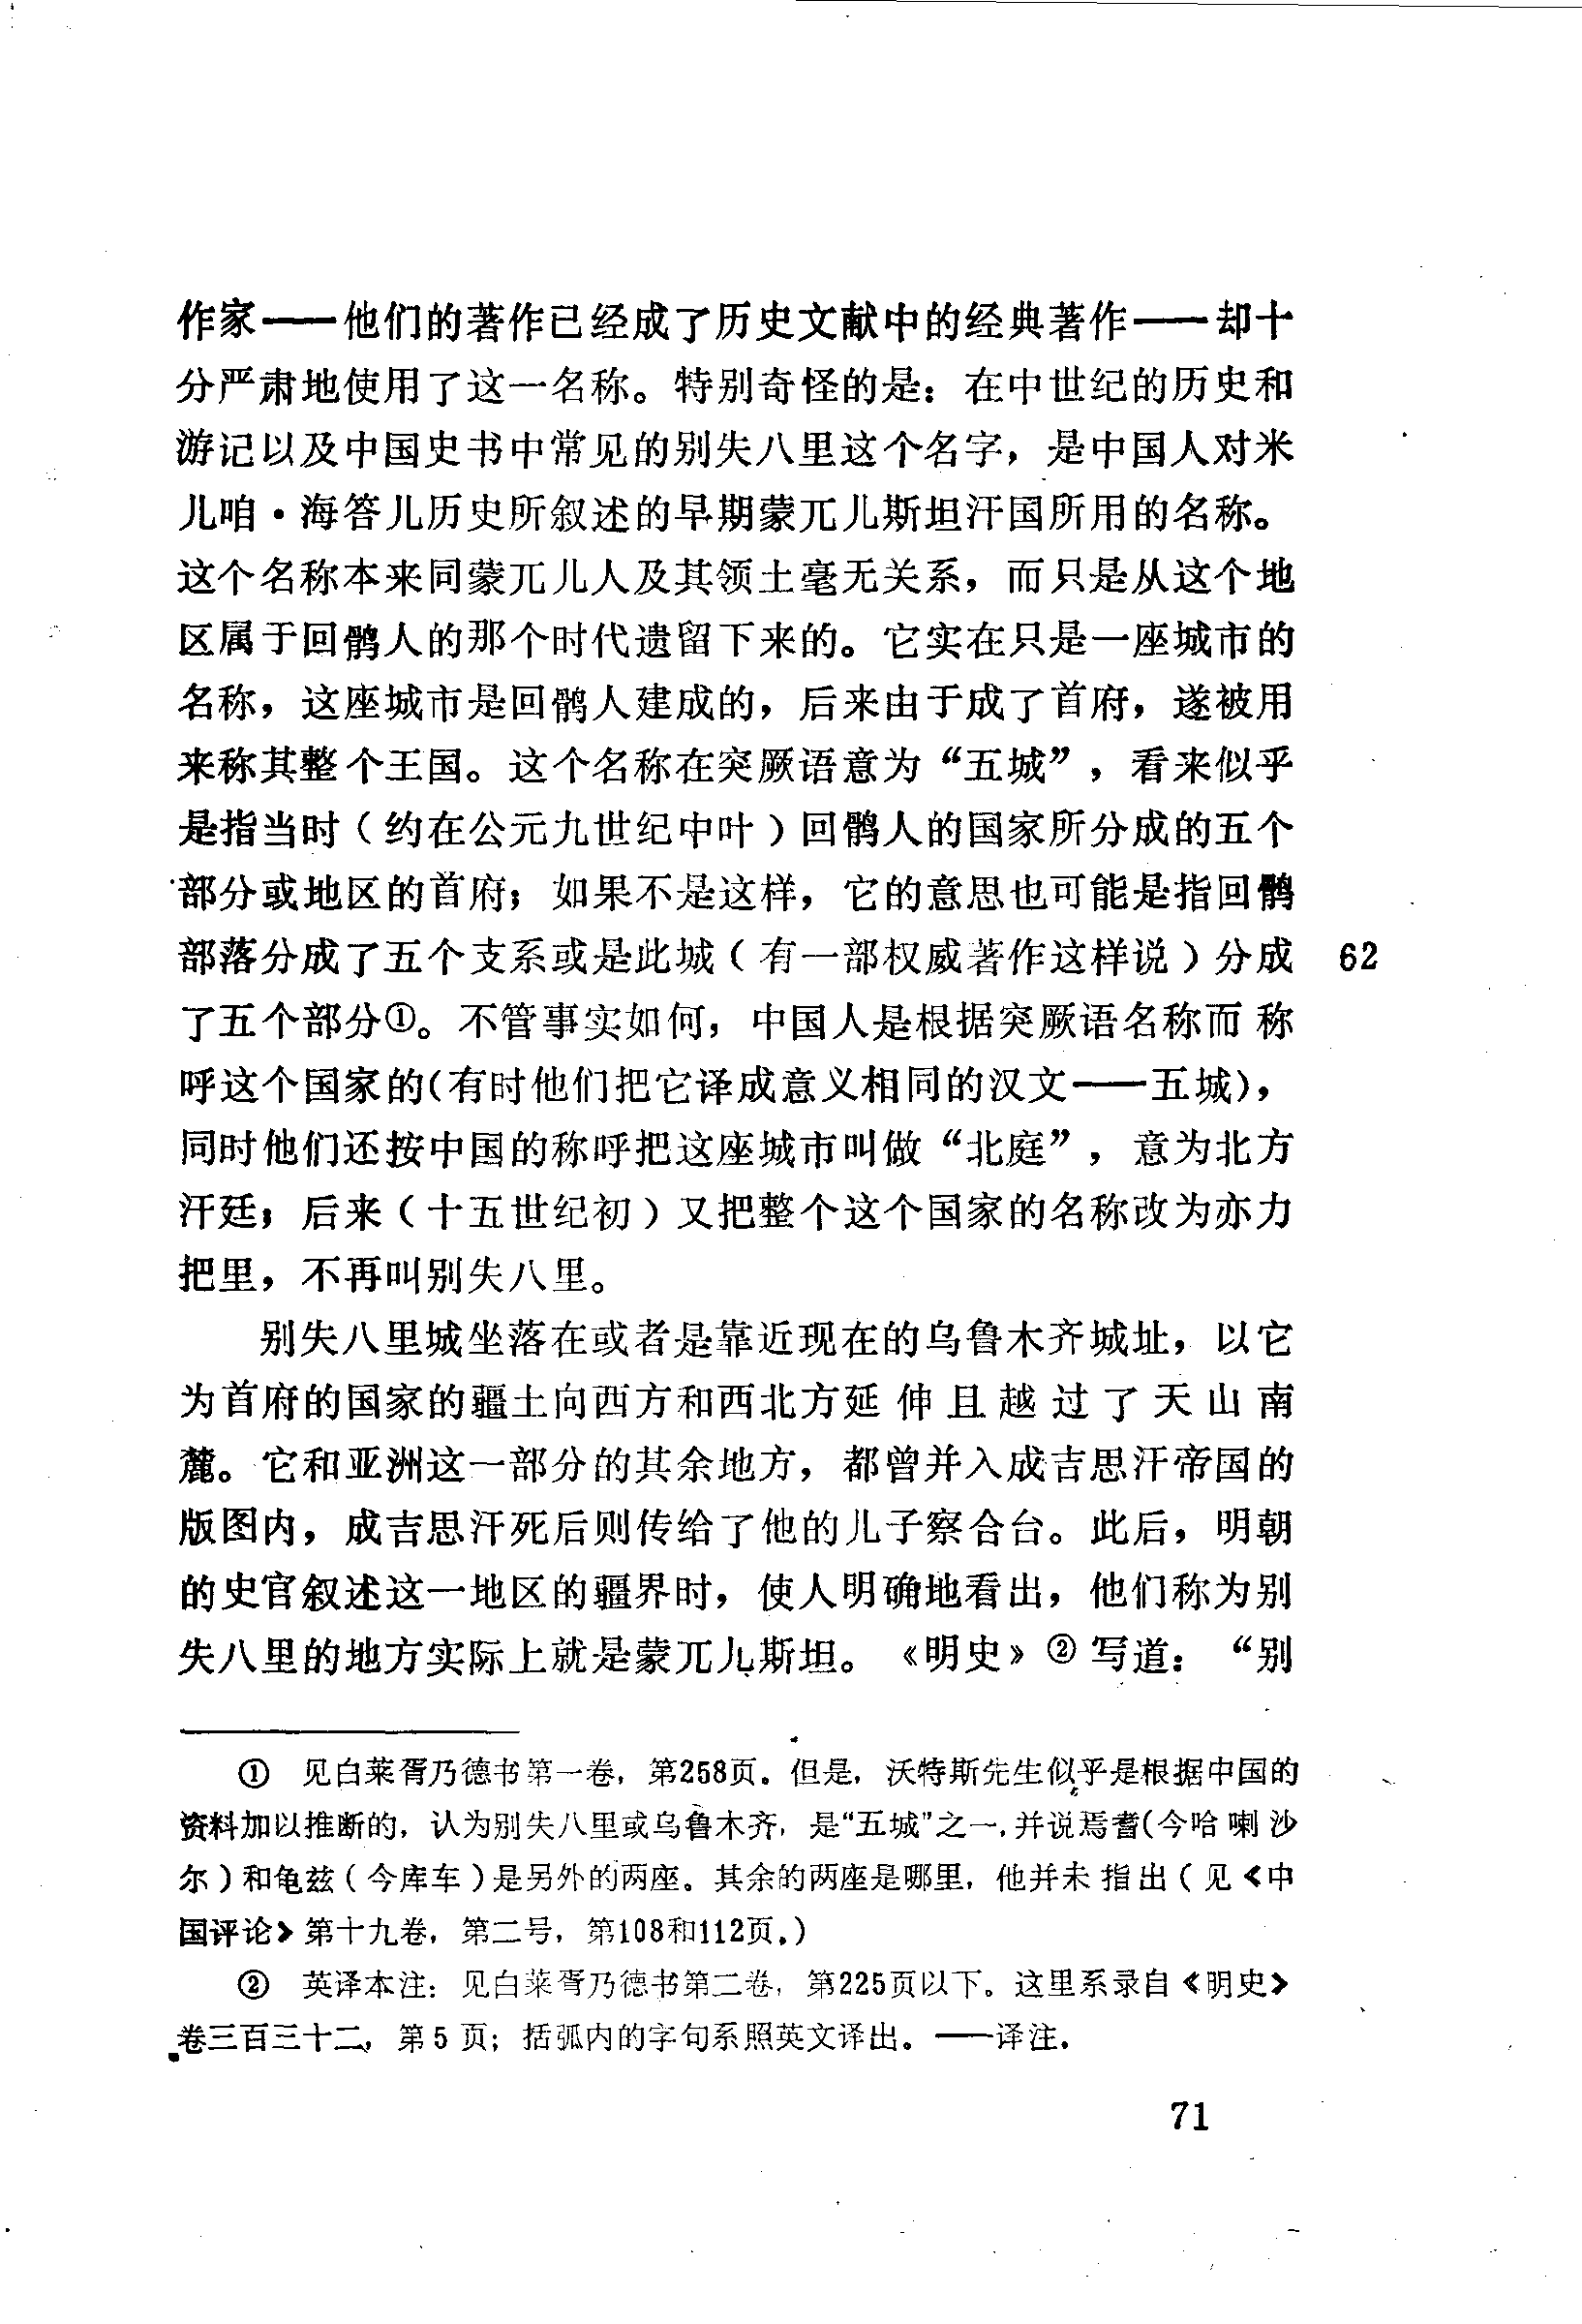 作家——他们的著作已经成了历史文献中的经典著作——却十
分严肃地使用了这一名称。特别奇怪的是：在中世纪的历史和
游记以及中国史书中常见的别失八里这个名字，是中国人对米
儿咱·海答儿历史所叙述的早期蒙兀儿斯坦汗国所用的名称。
这个名称本来同蒙兀儿人及其领土毫无关系，而只是从这个地
区属于回鹘人的那个时代遗留下来的。它实在只是一座城市的
名称，这座城市是回鹘人建成的，后来由于成了首府，遂被用
来称其整个王国。这个名称在突厥语意为“五城”，看来似乎
是指当时（约在公元九世纪中叶）回鹘人的国家所分成的五个
部分或地区的首府；如果不是这样，它的意思也可能是指回鹘
部落分成了五个支系或是此城（有一部权威著作这样说）分成 62
了五个部分①。不管事实如何，中国人是根据突厥语名称而称
呼这个国家的(有时他们把它译成意义相同的汉文——五城)，
同时他们还按中国的称呼把这座城市叫做“北庭”，意为北方
汗廷；后来（十五世纪初）又把整个这个国家的名称改为亦力
把里，不再叫别失八里。
别失八里城坐落在或者是靠近现在的乌鲁木齐城址，以它
为首府的国家的疆土向西方和西北方延伸且越过了天山南
麓。它和亚洲这一部分的其余地方，都曾并入成吉思汗帝国的
版图内，成吉思汗死后则传给了他的儿子察合台。此后，明朝
的史官叙述这一地区的疆界时，使人明确地看出，他们称为别
失八里的地方实际上就是蒙兀儿斯坦。《明史》②写道：“别
① 见白莱胥乃德书第一卷，第258页。但是，沃特斯先生似乎是根据中国的
资料加以推断的，认为别失八里或乌鲁木齐，是“五城”之一，并说焉耆(今哈喇沙
尔）和龟兹（今库车）是另外的两座。其余的两座是哪里，他并未指出（见《中
国评论》第十九卷，第二号，第108和112页。）
② 英译本注：见白莱胥乃德书第二卷，第225页以下。这里系录自《明史》
卷三百三十二，第5页；括弧内的字句系照英文译出。——译注.
71